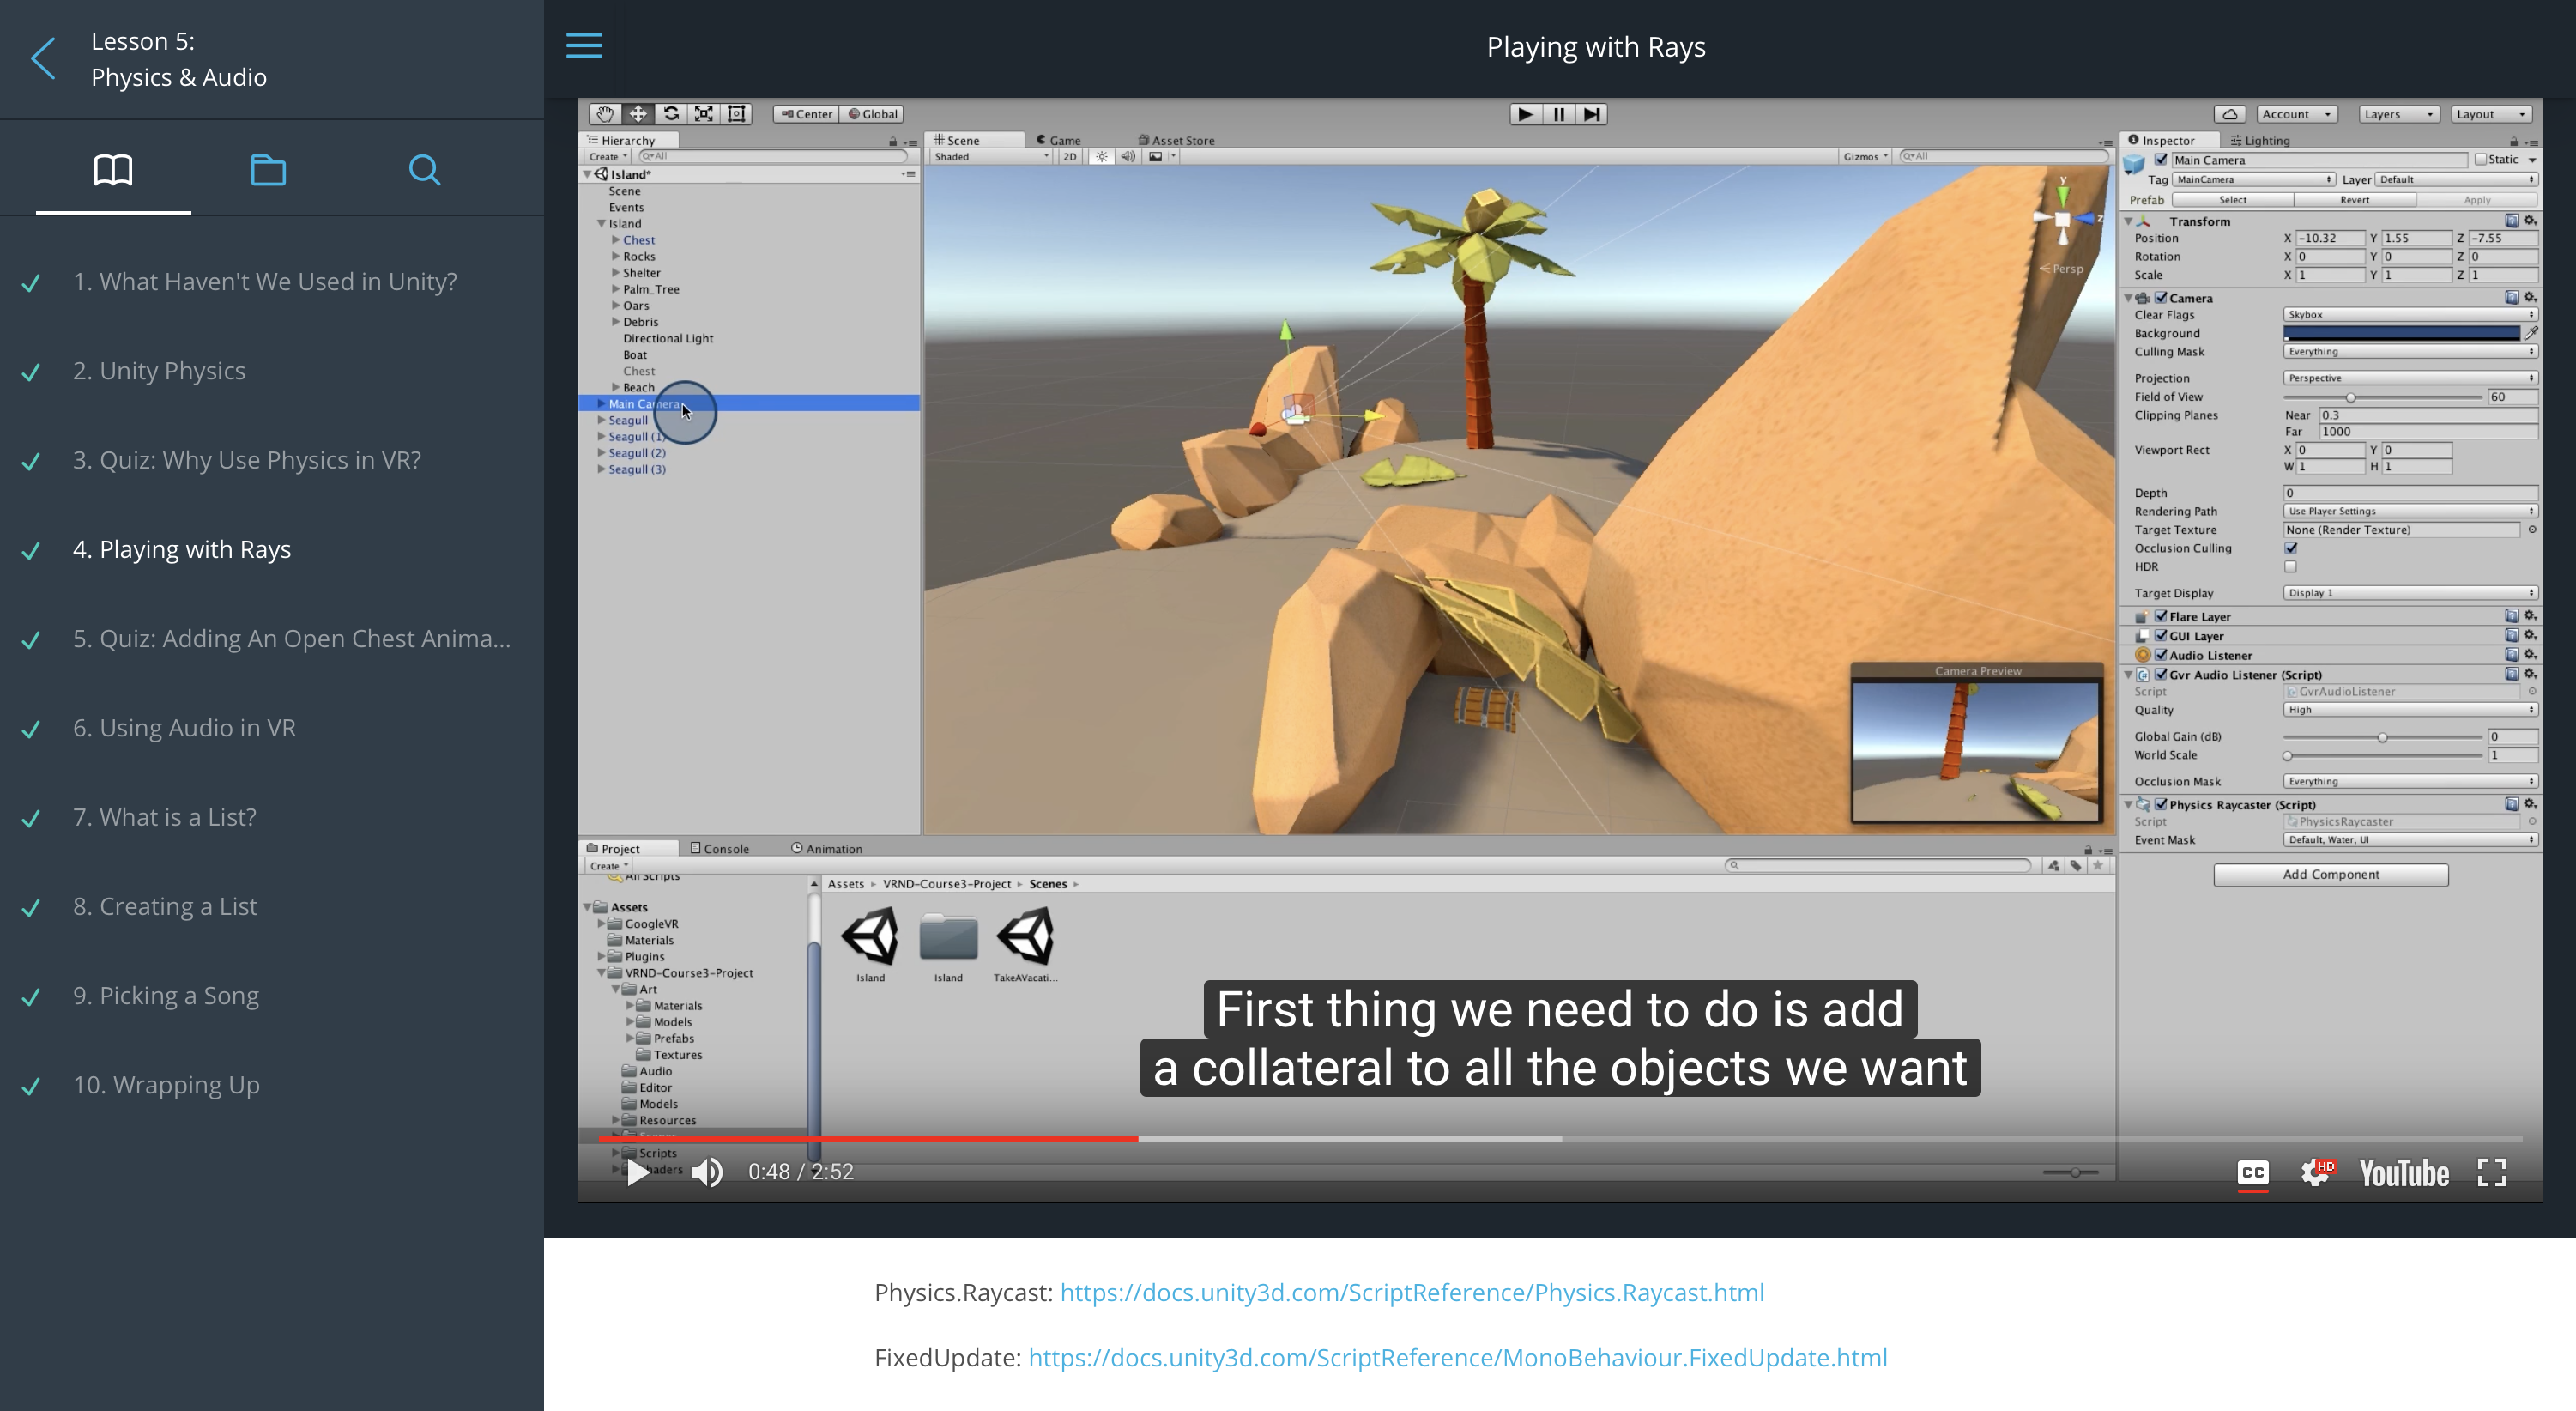 Lesson 5:
Physics & Audio
1. What Haven't We Used in Unity?
2. Unity Physics
3. Quiz: Why Use Physics in VR?
4. Playing with Rays
5. Quiz: Adding An Open Chest Anima...
6. Using Audio in VR
7. What is a List?
8. Creating a List
9. Picking a Song
10. Wrapping Up
Playing with Rays
Center Global
Account Layers Layout
Hierarchy
Create All
Island*
Scene
Events
Island
Chest
Rocks
Shelter
Palm_Tree
Oars
Debris
Directional Light
Boat
Chest
Beach
Main Camera
Seagull
Seagull (1)
Seagull (2)
Seagull (3)
Scene Game Asset Store
Shaded 2D Gizmos All
y
z
Persp
Camera Preview
Inspector Lighting
Main Camera Static
Tag MainCamera Layer Default
Prefab Select Revert Apply
Transform
Position X -10.32 Y 1.55 Z -7.55
Rotation X 0 Y 0 Z 0
Scale X 1 Y 1 Z 1
Camera
Clear Flags Skybox
Background
Culling Mask Everything
Projection Perspective
Field of View 60
Clipping Planes Near 0.3
Far 1000
Viewport Rect X 0 Y 0
W 1 H 1
Depth 0
Rendering Path Use Player Settings
Target Texture None (Render Texture)
Occlusion Culling
HDR
Target Display Display 1
Flare Layer
GUI Layer
Audio Listener
Gvr Audio Listener (Script)
Script GvrAudioListener
Quality High
Global Gain (dB) 0
World Scale 1
Occlusion Mask Everything
Physics Raycaster (Script)
Script PhysicsRaycaster
Event Mask Default, Water, UI
Add Component
Project Console Animation
Create
All Scripts
Assets
GoogleVR
Materials
Plugins
VRND-Course3-Project
Art
Materials
Models
Prefabs
Textures
Audio
Editor
Models
Resources
Scenes
Scripts
Shaders
Assets VRND-Course3-Project Scenes
Island Island TakeAVacati...
First thing we need to do is add
a collateral to all the objects we want
0:48 / 2:52
CC HD YouTube
Physics.Raycast: https://docs.unity3d.com/ScriptReference/Physics.Raycast.html
FixedUpdate: https://docs.unity3d.com/ScriptReference/MonoBehaviour.FixedUpdate.html